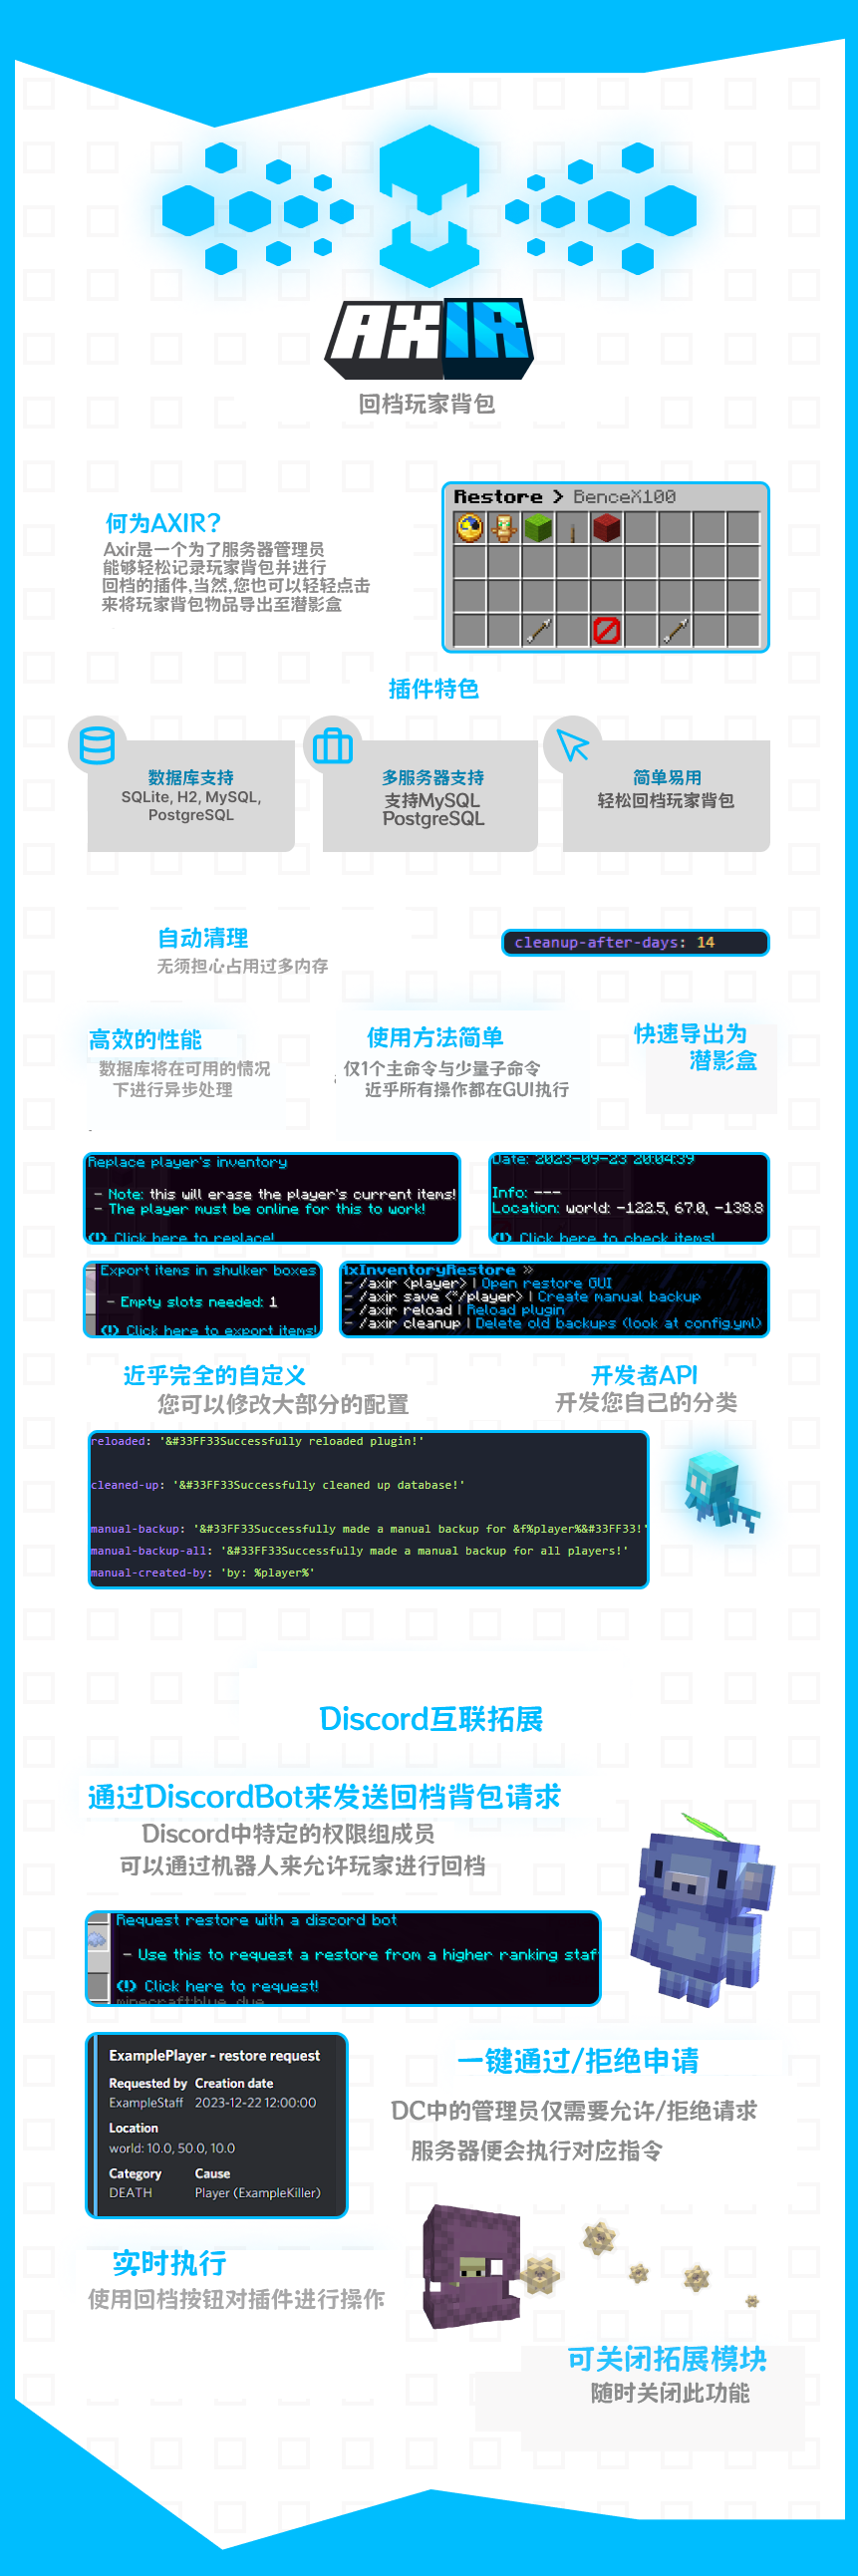 AXIR
回档玩家背包
何为AXIR?
Axir是一个为了服务器管理员
能够轻松记录玩家背包并进行
回档的插件,当然,您也可以轻轻点击
来将玩家背包物品导出至潜影盒
Restore > BenceX100
插件特色
数据库支持
SQLite, H2, MySQL,
PostgreSQL
多服务器支持
支持MySQL
PostgreSQL
简单易用
轻松回档玩家背包
自动清理
无须担心占用过多内存
cleanup-after-days: 14
高效的性能
数据库将在可用的情况
下进行异步处理
使用方法简单
仅1个主命令与少量子命令
近乎所有操作都在GUI执行
快速导出为
潜影盒
Replace player's inventory
- Note: this will erase the player's current items!
- The player must be online for this to work!
(!) Click here to replace!
Date: 2023-09-23 20:04:39
Info: ---
Location: world: -122.5, 67.0, -138.8
(!) Click here to check items!
Export items in shulker boxes
- Empty slots needed: 1
(!) Click here to export items!
xInventoryRestore »
- /axir <player> | Open restore GUI
- /axir save <*/player> | Create manual backup
- /axir reload | Reload plugin
- /axir cleanup | Delete old backups (look at config.yml)
近乎完全的自定义
您可以修改大部分的配置
开发者API
开发您自己的分类
reloaded: '&#33FF33Successfully reloaded plugin!'
cleaned-up: '&#33FF33Successfully cleaned up database!'
manual-backup: '&#33FF33Successfully made a manual backup for &f%player%&#33FF33!'
manual-backup-all: '&#33FF33Successfully made a manual backup for all players!'
manual-created-by: 'by: %player%'
Discord互联拓展
通过DiscordBot来发送回档背包请求
Discord中特定的权限组成员
可以通过机器人来允许玩家进行回档
Request restore with a discord bot
- Use this to request a restore from a higher ranking staf
(!) Click here to request!
minecraft:blue_dye
ExamplePlayer - restore request
Requested by Creation date
ExampleStaff 2023-12-22 12:00:00
Location
world: 10.0, 50.0, 10.0
Category Cause
DEATH Player (ExampleKiller)
一键通过/拒绝申请
DC中的管理员仅需要允许/拒绝请求
服务器便会执行对应指令
实时执行
使用回档按钮对插件进行操作
可关闭拓展模块
随时关闭此功能